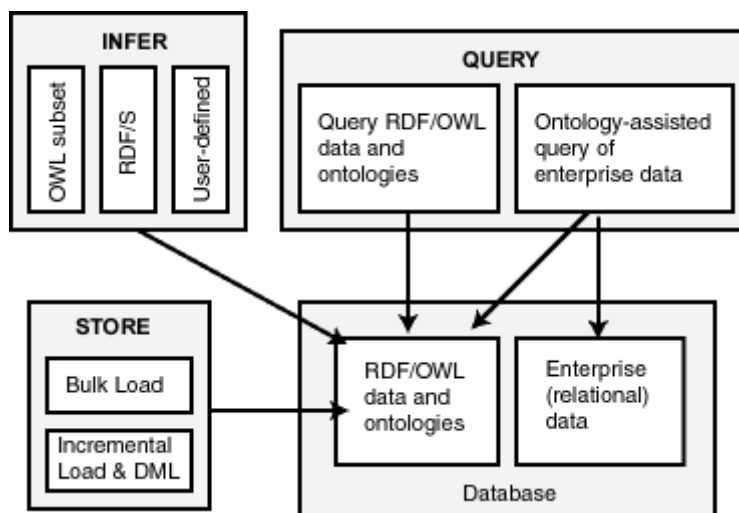 INFER
OWL subset
RDF/S
User-defined
QUERY
Query RDF/OWL
data and
ontologies
Ontology-assisted
query of
enterprise data
STORE
Bulk Load
Incremental
Load & DML
RDF/OWL
data and
ontologies
Enterprise
(relational)
data
Database